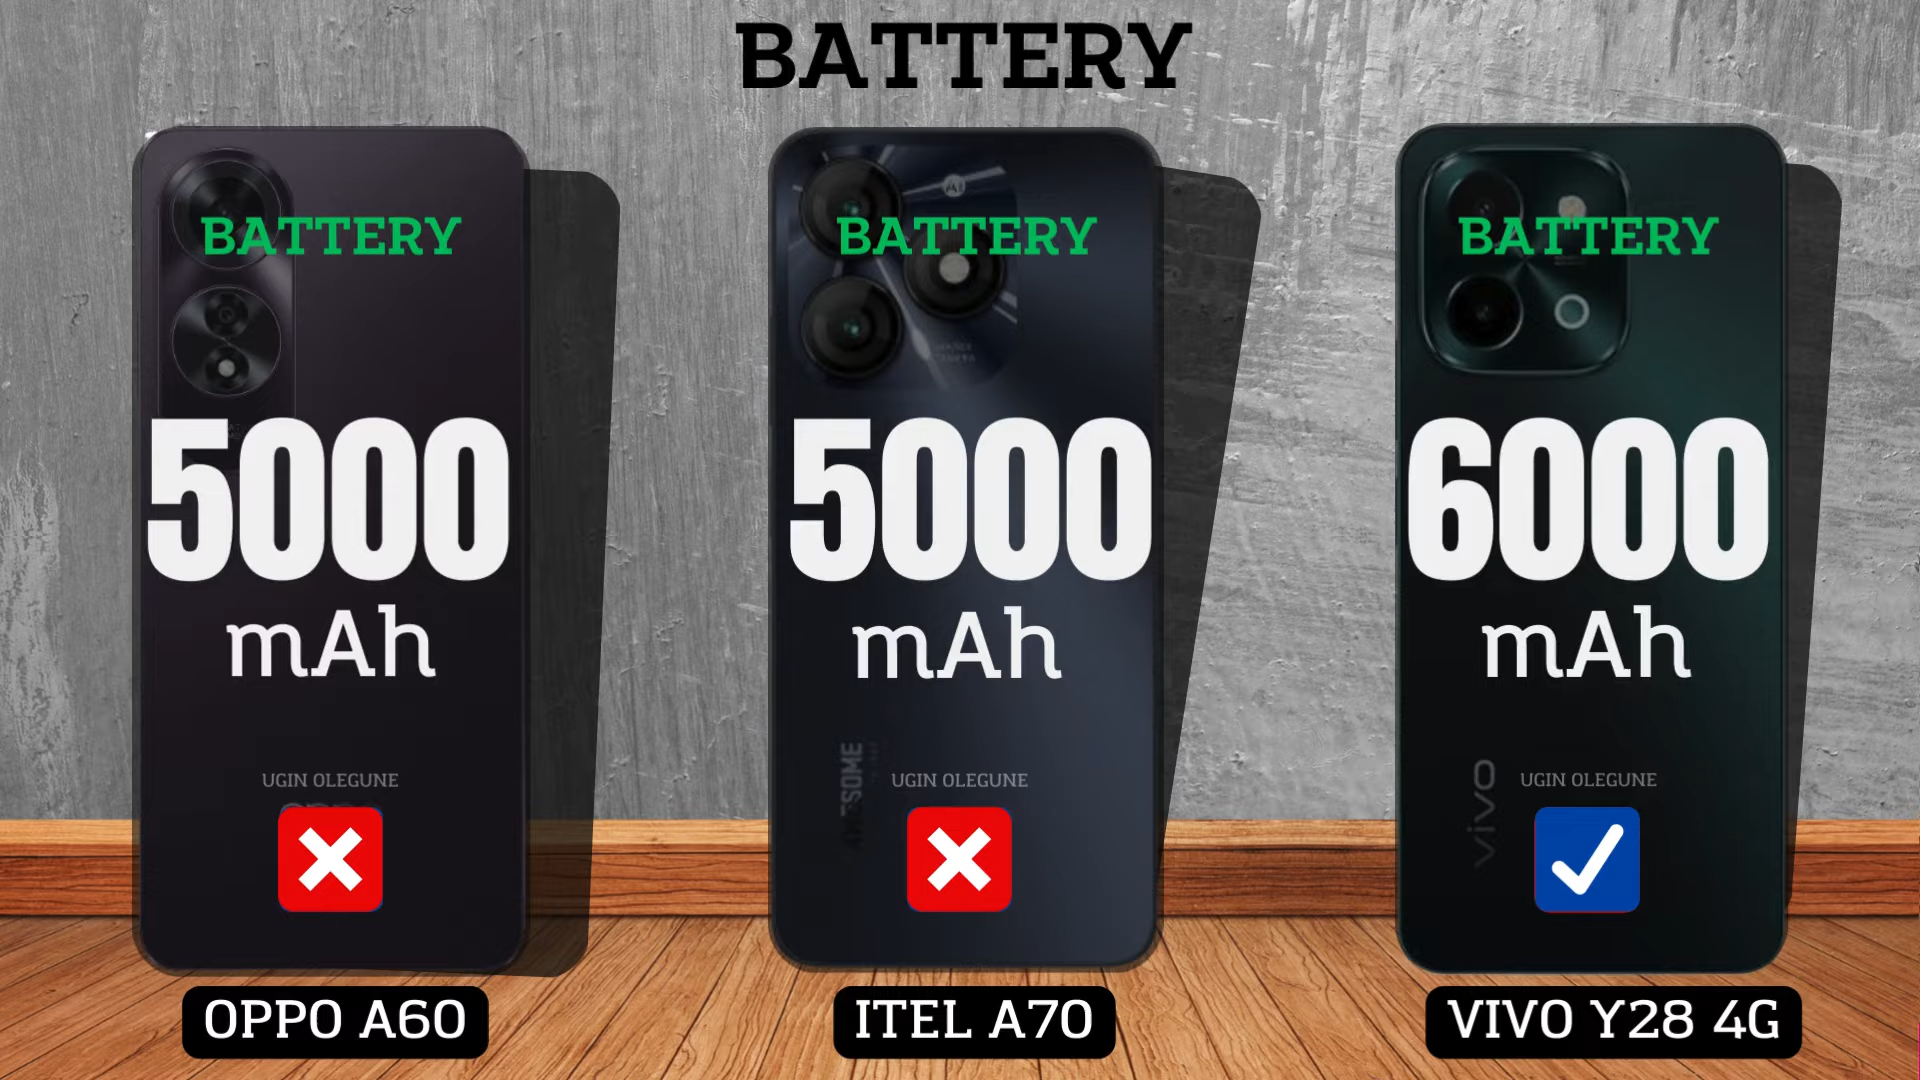 BATTERY
BATTERY
5000
mAh
UGIN OLEGUNE
OPPO A60
BATTERY
5000
mAh
AWESOME
UGIN OLEGUNE
ITEL A70
BATTERY
6000
mAh
vivo
UGIN OLEGUNE
VIVO Y28 4G